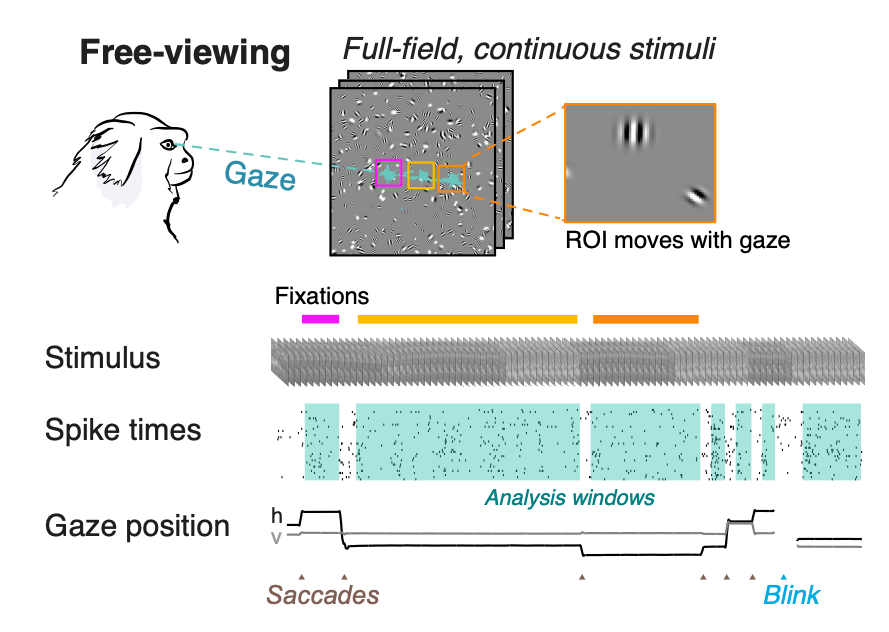 Free-viewing
Full-field, continuous stimuli
Gaze
ROI moves with gaze
Fixations
Stimulus
Spike times
Analysis windows
Gaze position
h
v
Saccades
Blink